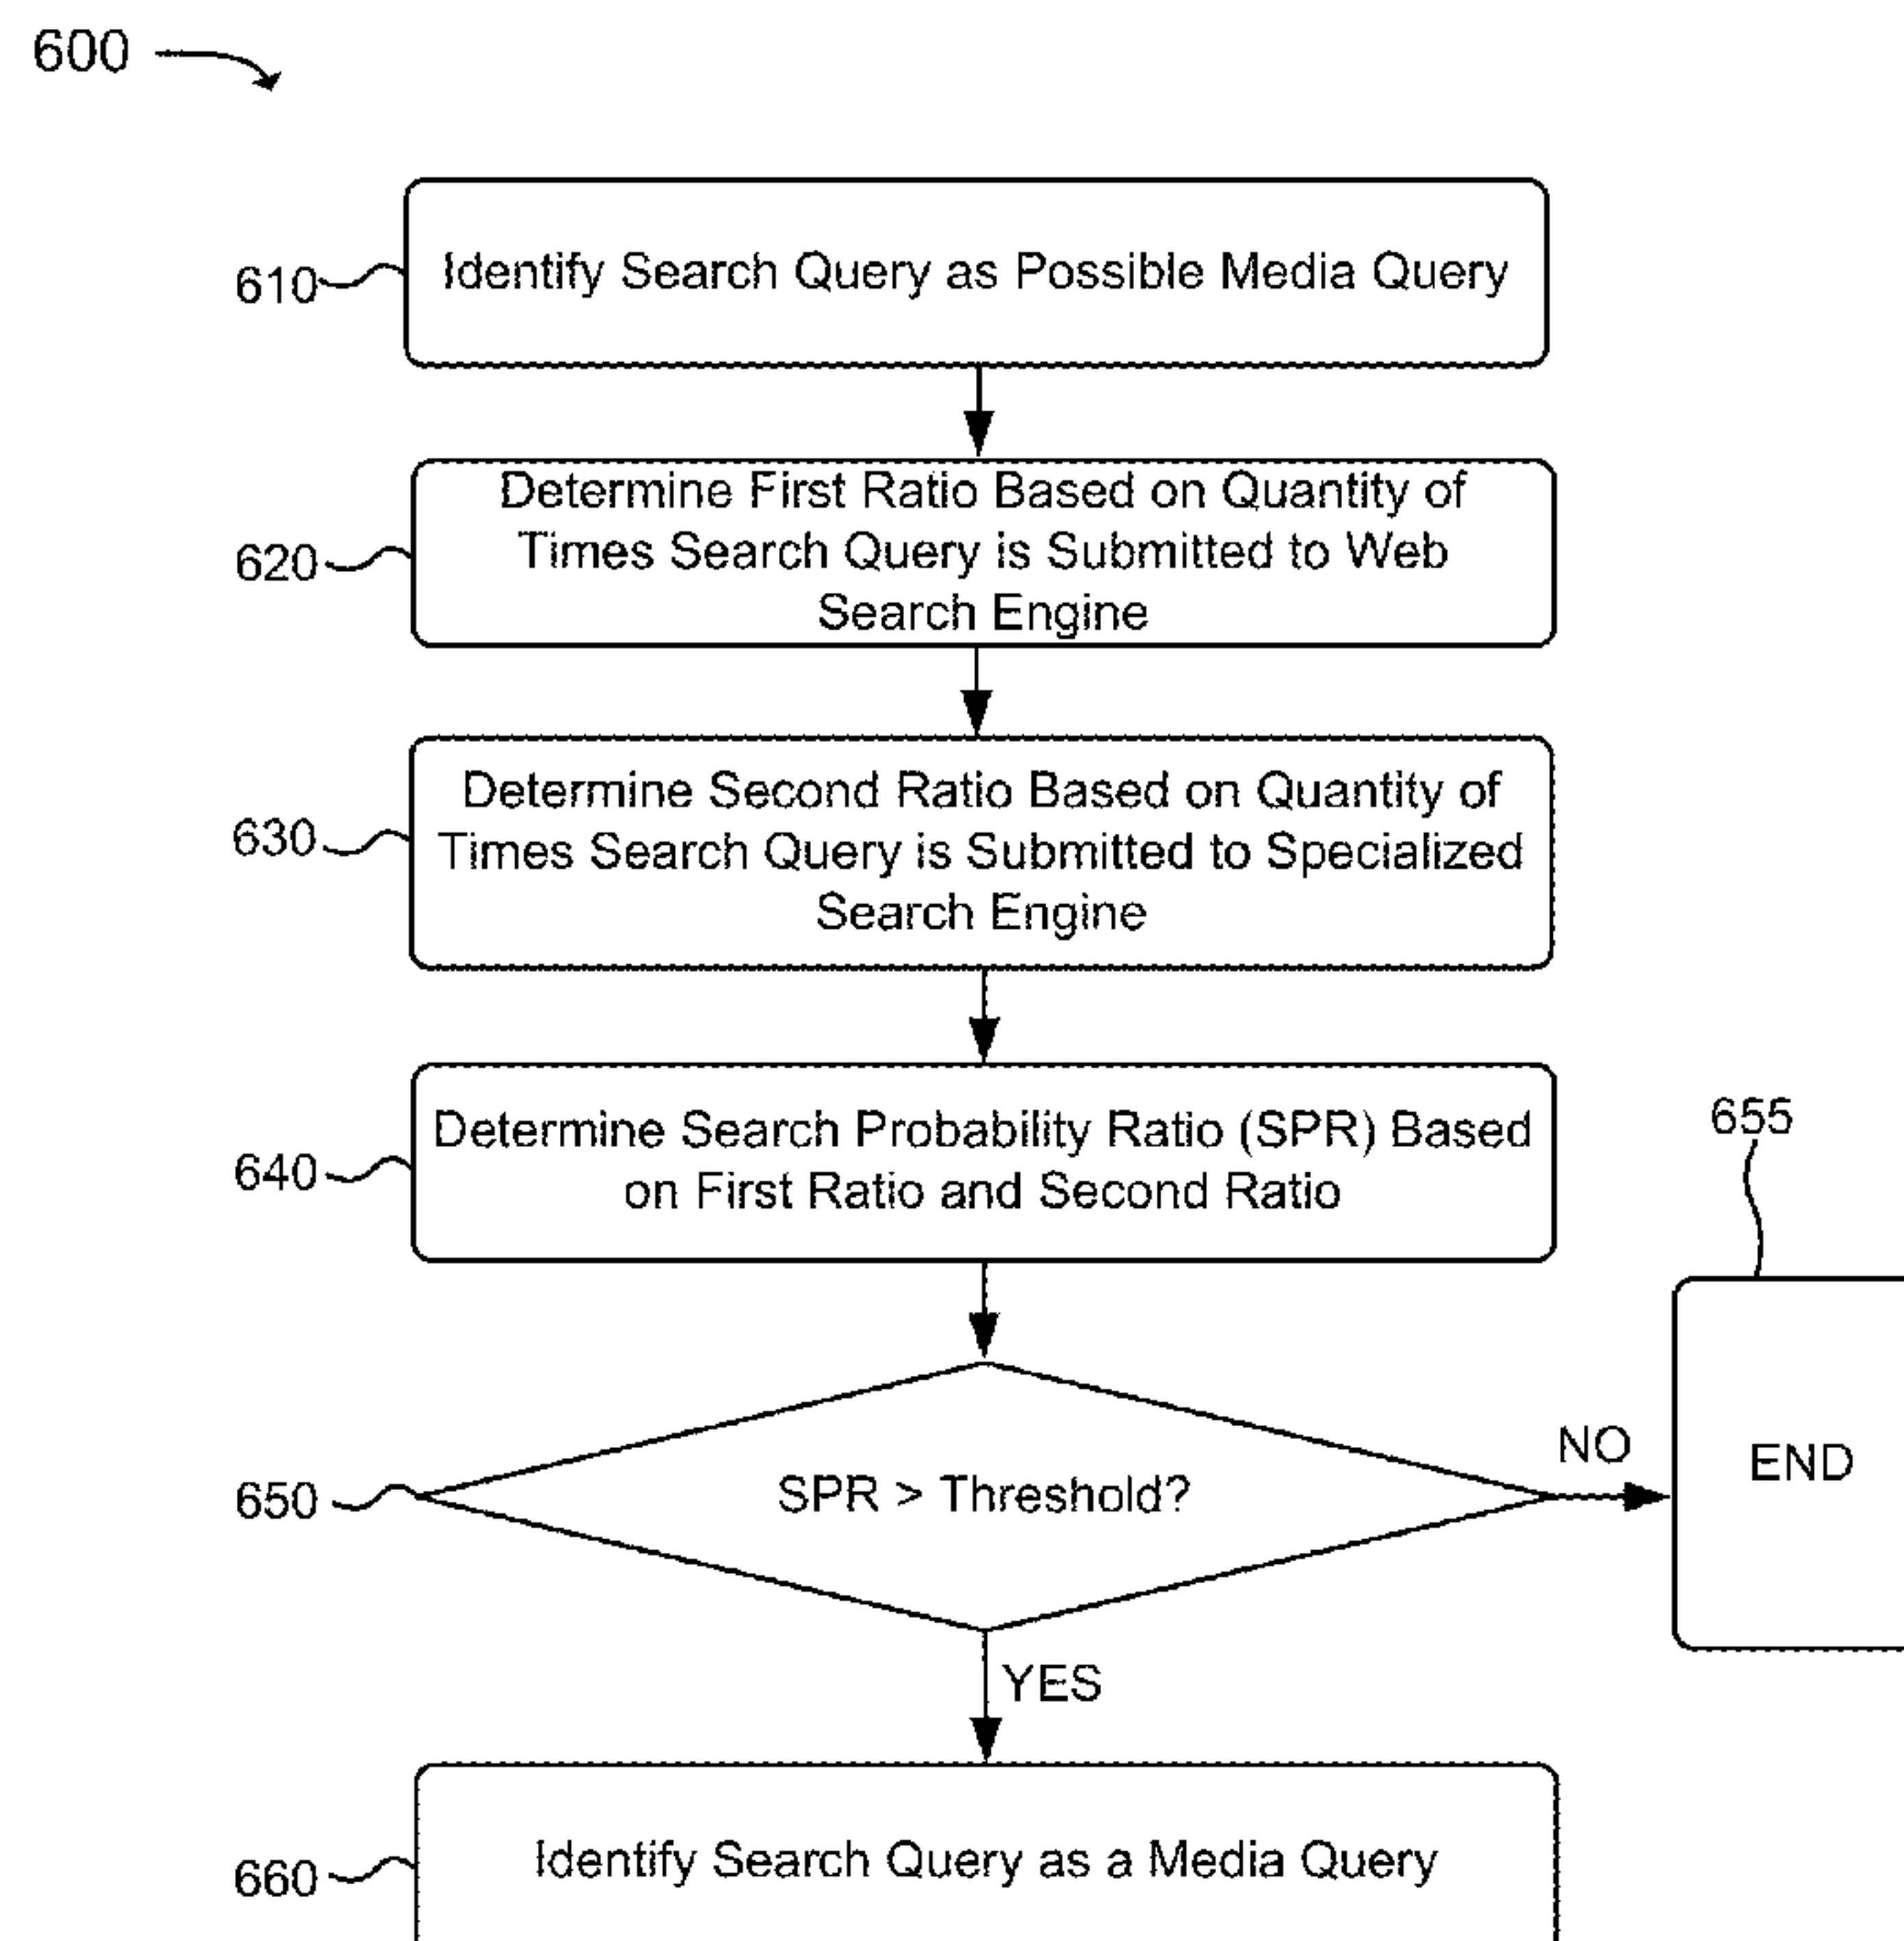 600
610
Identify Search Query as Possible Media Query
Determine First Ratio Based on Quantity of
620
Times Search Query is Submitted to Web
Search Engine
Determine Second Ratio Based on Quantity of
630
Times Search Query is Submitted to Specialized
Search Engine
Determine Search Probability Ratio (SPR) Based
640
on First Ratio and Second Ratio
655
650
SPR > Threshold?
NO
END
YES
660
Identify Search Query as a Media Query